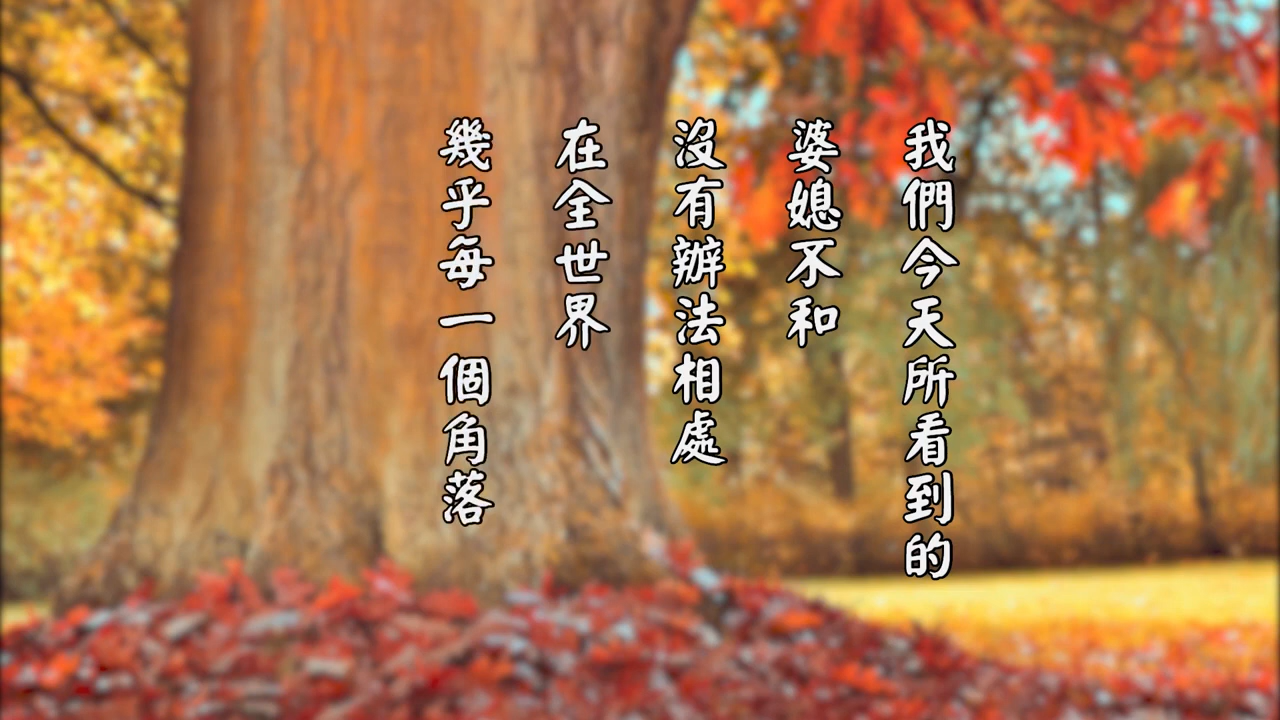 我們今天所看到的
婆媳不和
沒有辦法相處
在全世界
幾乎每一個角落